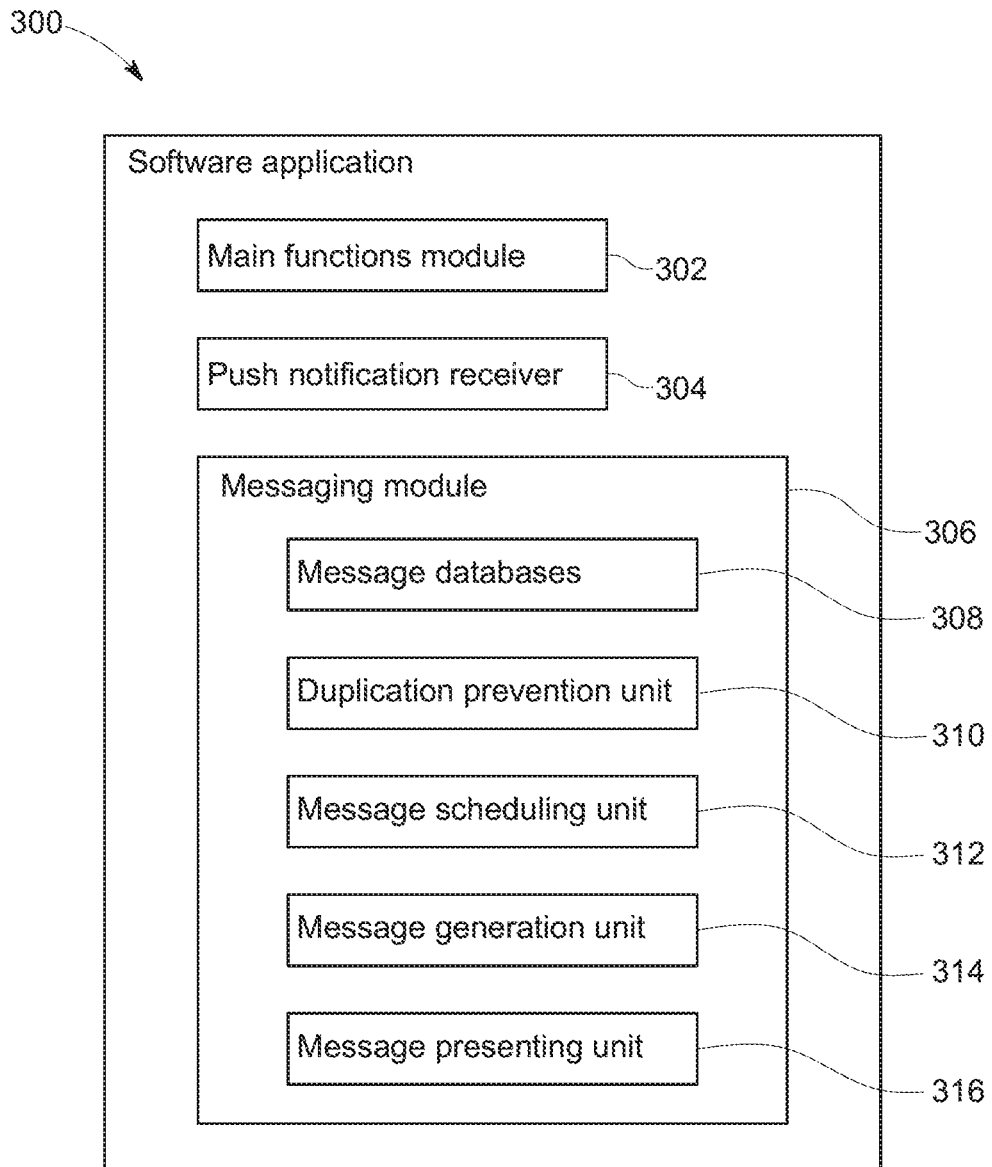 300
Software application
Main functions module
302
Push notification receiver
304
Messaging module
306
Message databases
308
Duplication prevention unit
310
Message scheduling unit
312
Message generation unit
314
Message presenting unit
316